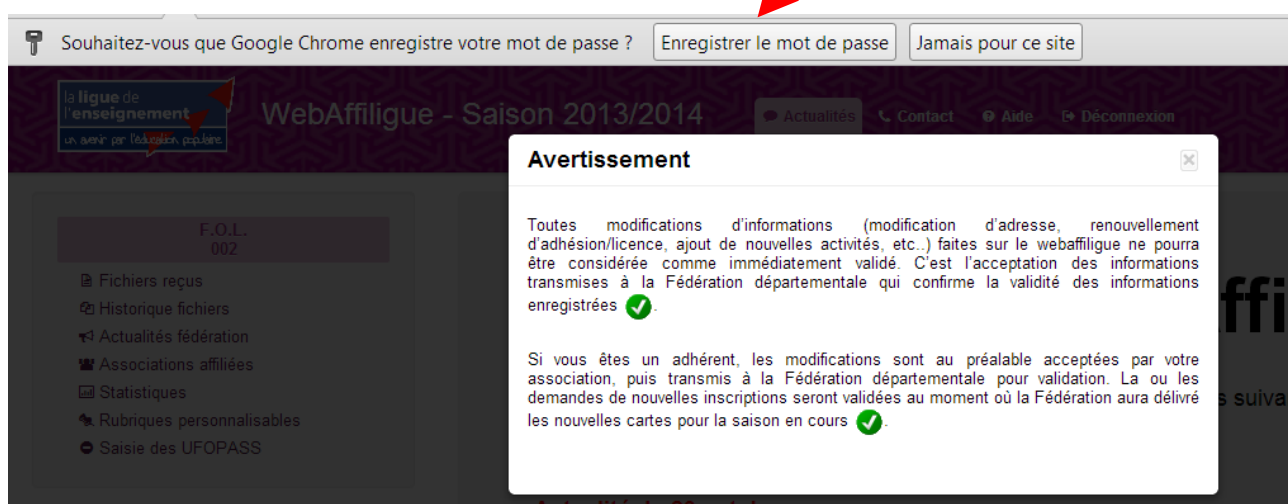 Souhaitez-vous que Google Chrome enregistre votre mot de passe ? Enregistrer le mot de passe Jamais pour ce site
la ligue de
l'enseignement
un avenir par l'éducation populaire
WebAffiligue - Saison 2013/2014
Actualités Contact Aide Déconnexion
F.O.L.
002
Fichiers reçus
Historique fichiers
Actualités fédération
Associations affiliées
Statistiques
Rubriques personnalisables
Saisie des UFOPASS
Avertissement
Toutes modifications d'informations (modification d'adresse, renouvellement
d'adhésion/licence, ajout de nouvelles activités, etc..) faites sur le webaffiligue ne pourra
être considérée comme immédiatement validé. C'est l'acceptation des informations
transmises à la Fédération départementale qui confirme la validité des informations
enregistrées .
Si vous êtes un adhérent, les modifications sont au préalable acceptées par votre
association, puis transmis à la Fédération départementale pour validation. La ou les
demandes de nouvelles inscriptions seront validées au moment où la Fédération aura délivré
les nouvelles cartes pour la saison en cours .
ffi
s suiva